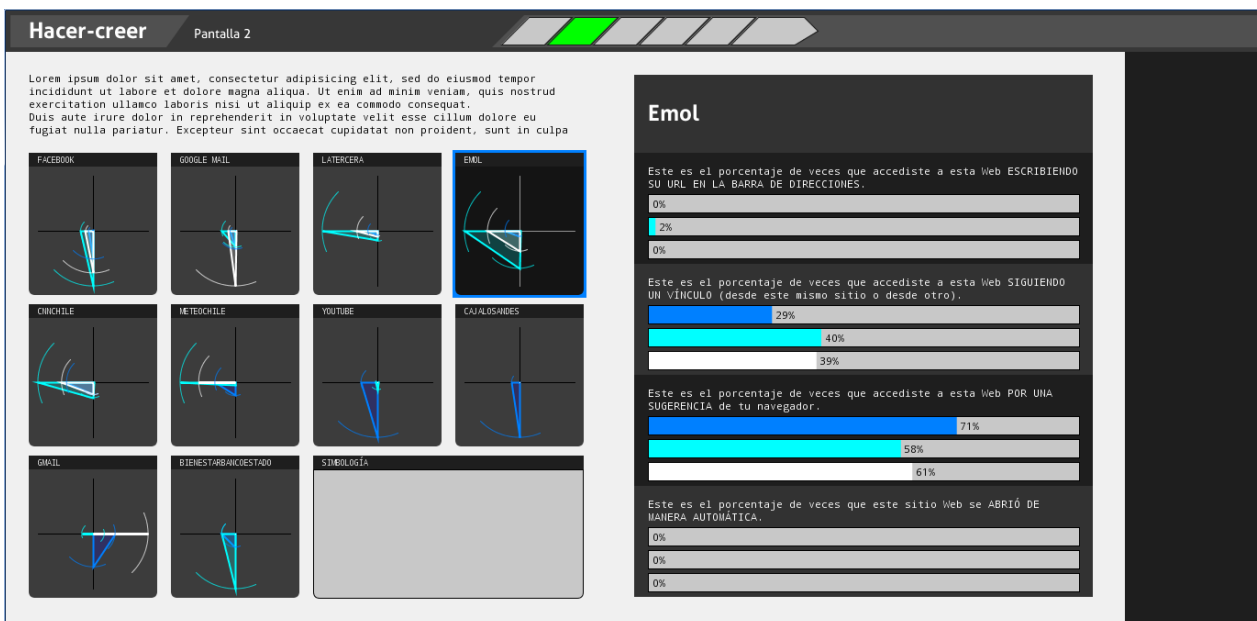 Hacer-creer
Pantalla 2
Lorem ipsum dolor sit amet, consectetur adipisicing elit, sed do eiusmod tempor
incididunt ut labore et dolore magna aliqua. Ut enim ad minim veniam, quis nostrud
exercitation ullamco laboris nisi ut aliquip ex ea commodo consequat.
Duis aute irure dolor in reprehenderit in voluptate velit esse cillum dolore eu
fugiat nulla pariatur. Excepteur sint occaecat cupidatat non proident, sunt in culpa
FACEBOOK
GOOGLE MAIL
LATERCERA
EMOL
CNNCHILE
METEOCHILE
YOUTUBE
CAJALOSANDES
GMAIL
BIENESTARBANCOESTADO
SIMBOLOGÍA
Emol
Este es el porcentaje de veces que accediste a esta Web ESCRIBIENDO
SU URL EN LA BARRA DE DIRECCIONES.
0%
2%
0%
Este es el porcentaje de veces que accediste a esta Web SIGUIENDO
UN VÍNCULO (desde este mismo sitio o desde otro).
29%
40%
39%
Este es el porcentaje de veces que accediste a esta Web POR UNA
SUGERENCIA de tu navegador.
71%
58%
61%
Este es el porcentaje de veces que este sitio Web se ABRIÓ DE
MANERA AUTOMÁTICA.
0%
0%
0%